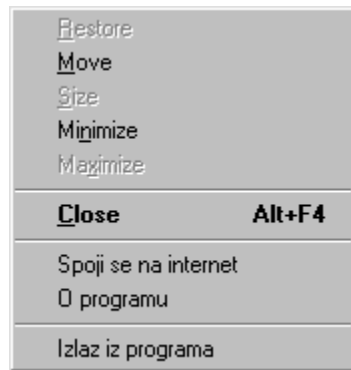 Restore
Move
Size
Minimize
Maximize
Close Alt+F4
Spoji se na internet
O programu
Izlaz iz programa